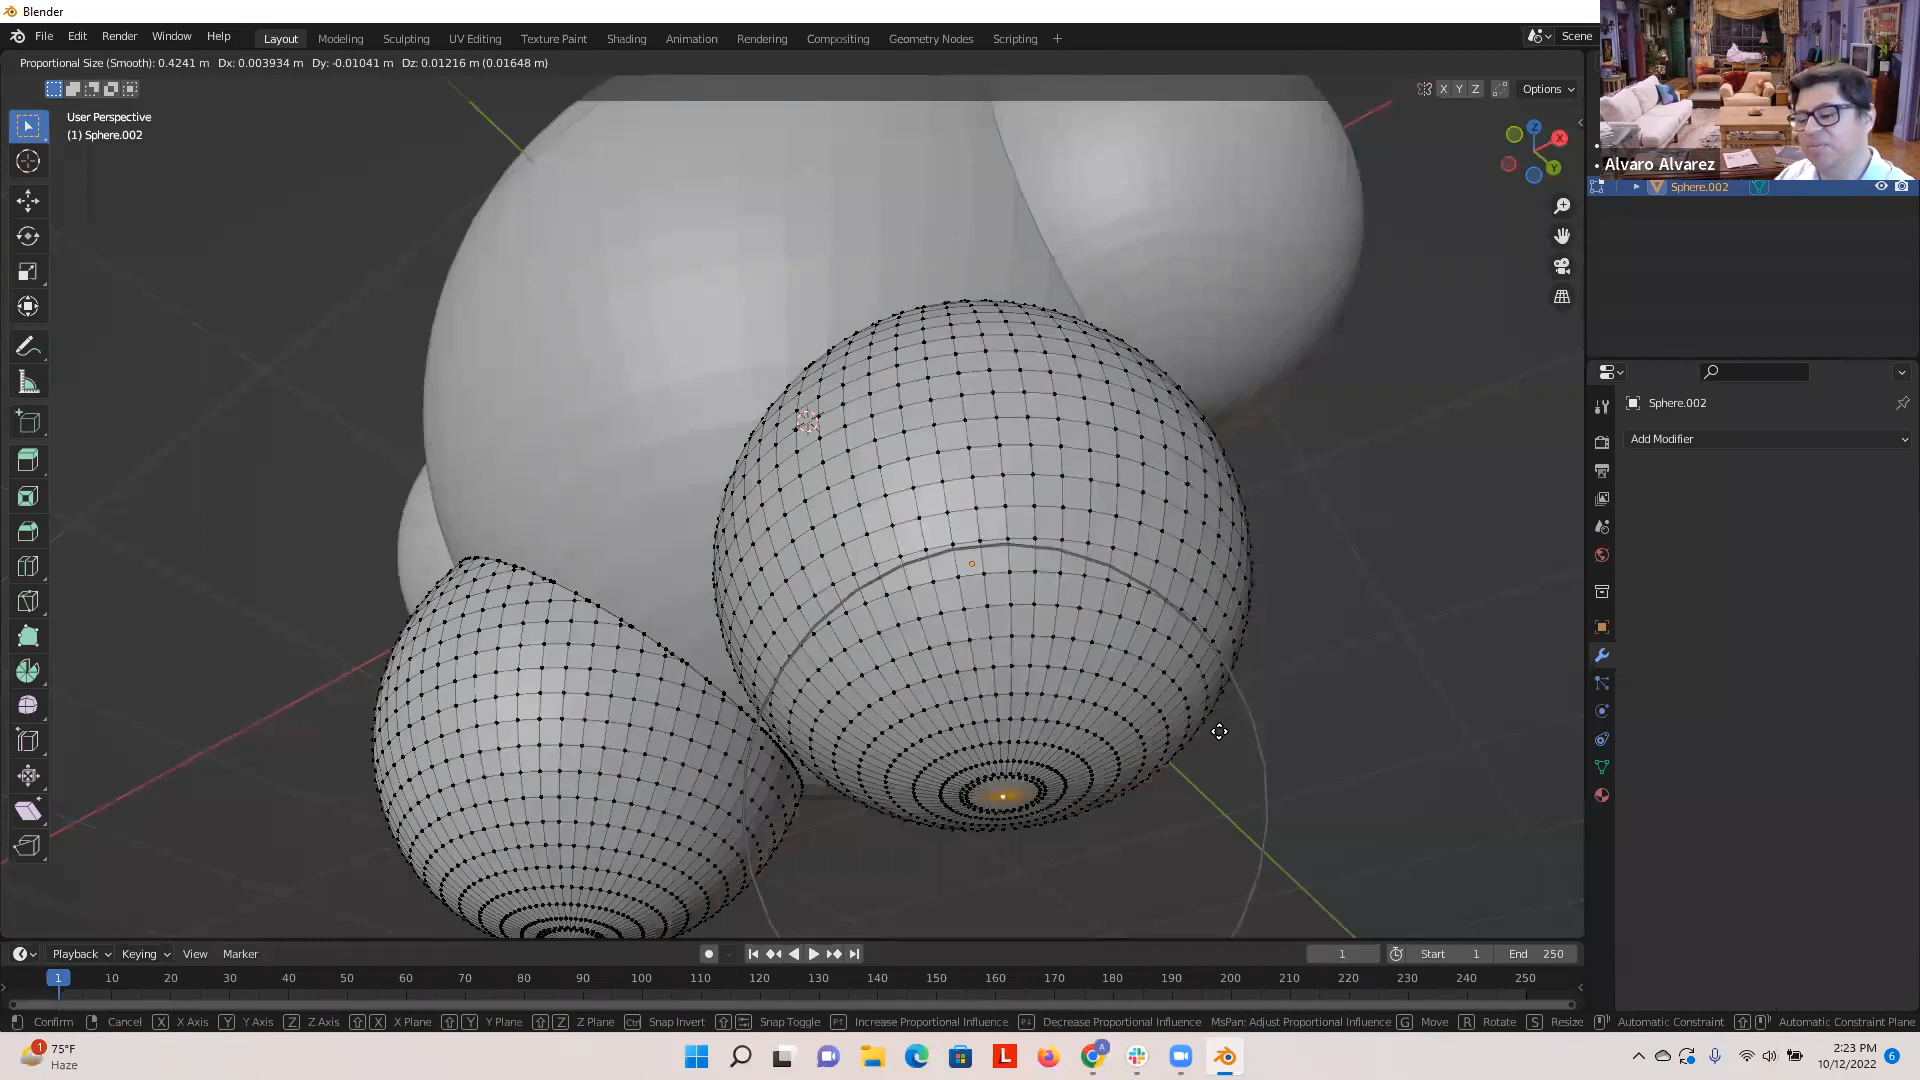 Blender
File Edit Render Window Help Layout Modeling Sculpting UV Editing Texture Paint Shading Animation Rendering Compositing Geometry Nodes Scripting + Scene
Proportional Size (Smooth): 0.4241 m Dx: 0.003934 m Dy: -0.01041 m Dz: 0.01216 m (0.01648 m)
X Y Z Options
User Perspective
(1) Sphere.002
Z
X
Y
Alvaro Alvarez
Sphere.002
Sphere.002
Add Modifier
Playback Keying View Marker 1 Start 1 End 250
1 10 20 30 40 50 60 70 80 90 100 110 120 130 140 150 160 170 180 190 200 210 220 230 240 250
Confirm Cancel X X Axis Y Y Axis Z Z Axis X X Plane Y Y Plane Z Z Plane Ctrl Snap Invert Snap Toggle Increase Proportional Influence Decrease Proportional Influence MsPan: Adjust Proportional Influence G Move R Rotate S Resize Automatic Constraint Automatic Constraint Plane
1
75°F
Haze
L
A
2:23 PM
10/12/2022
6